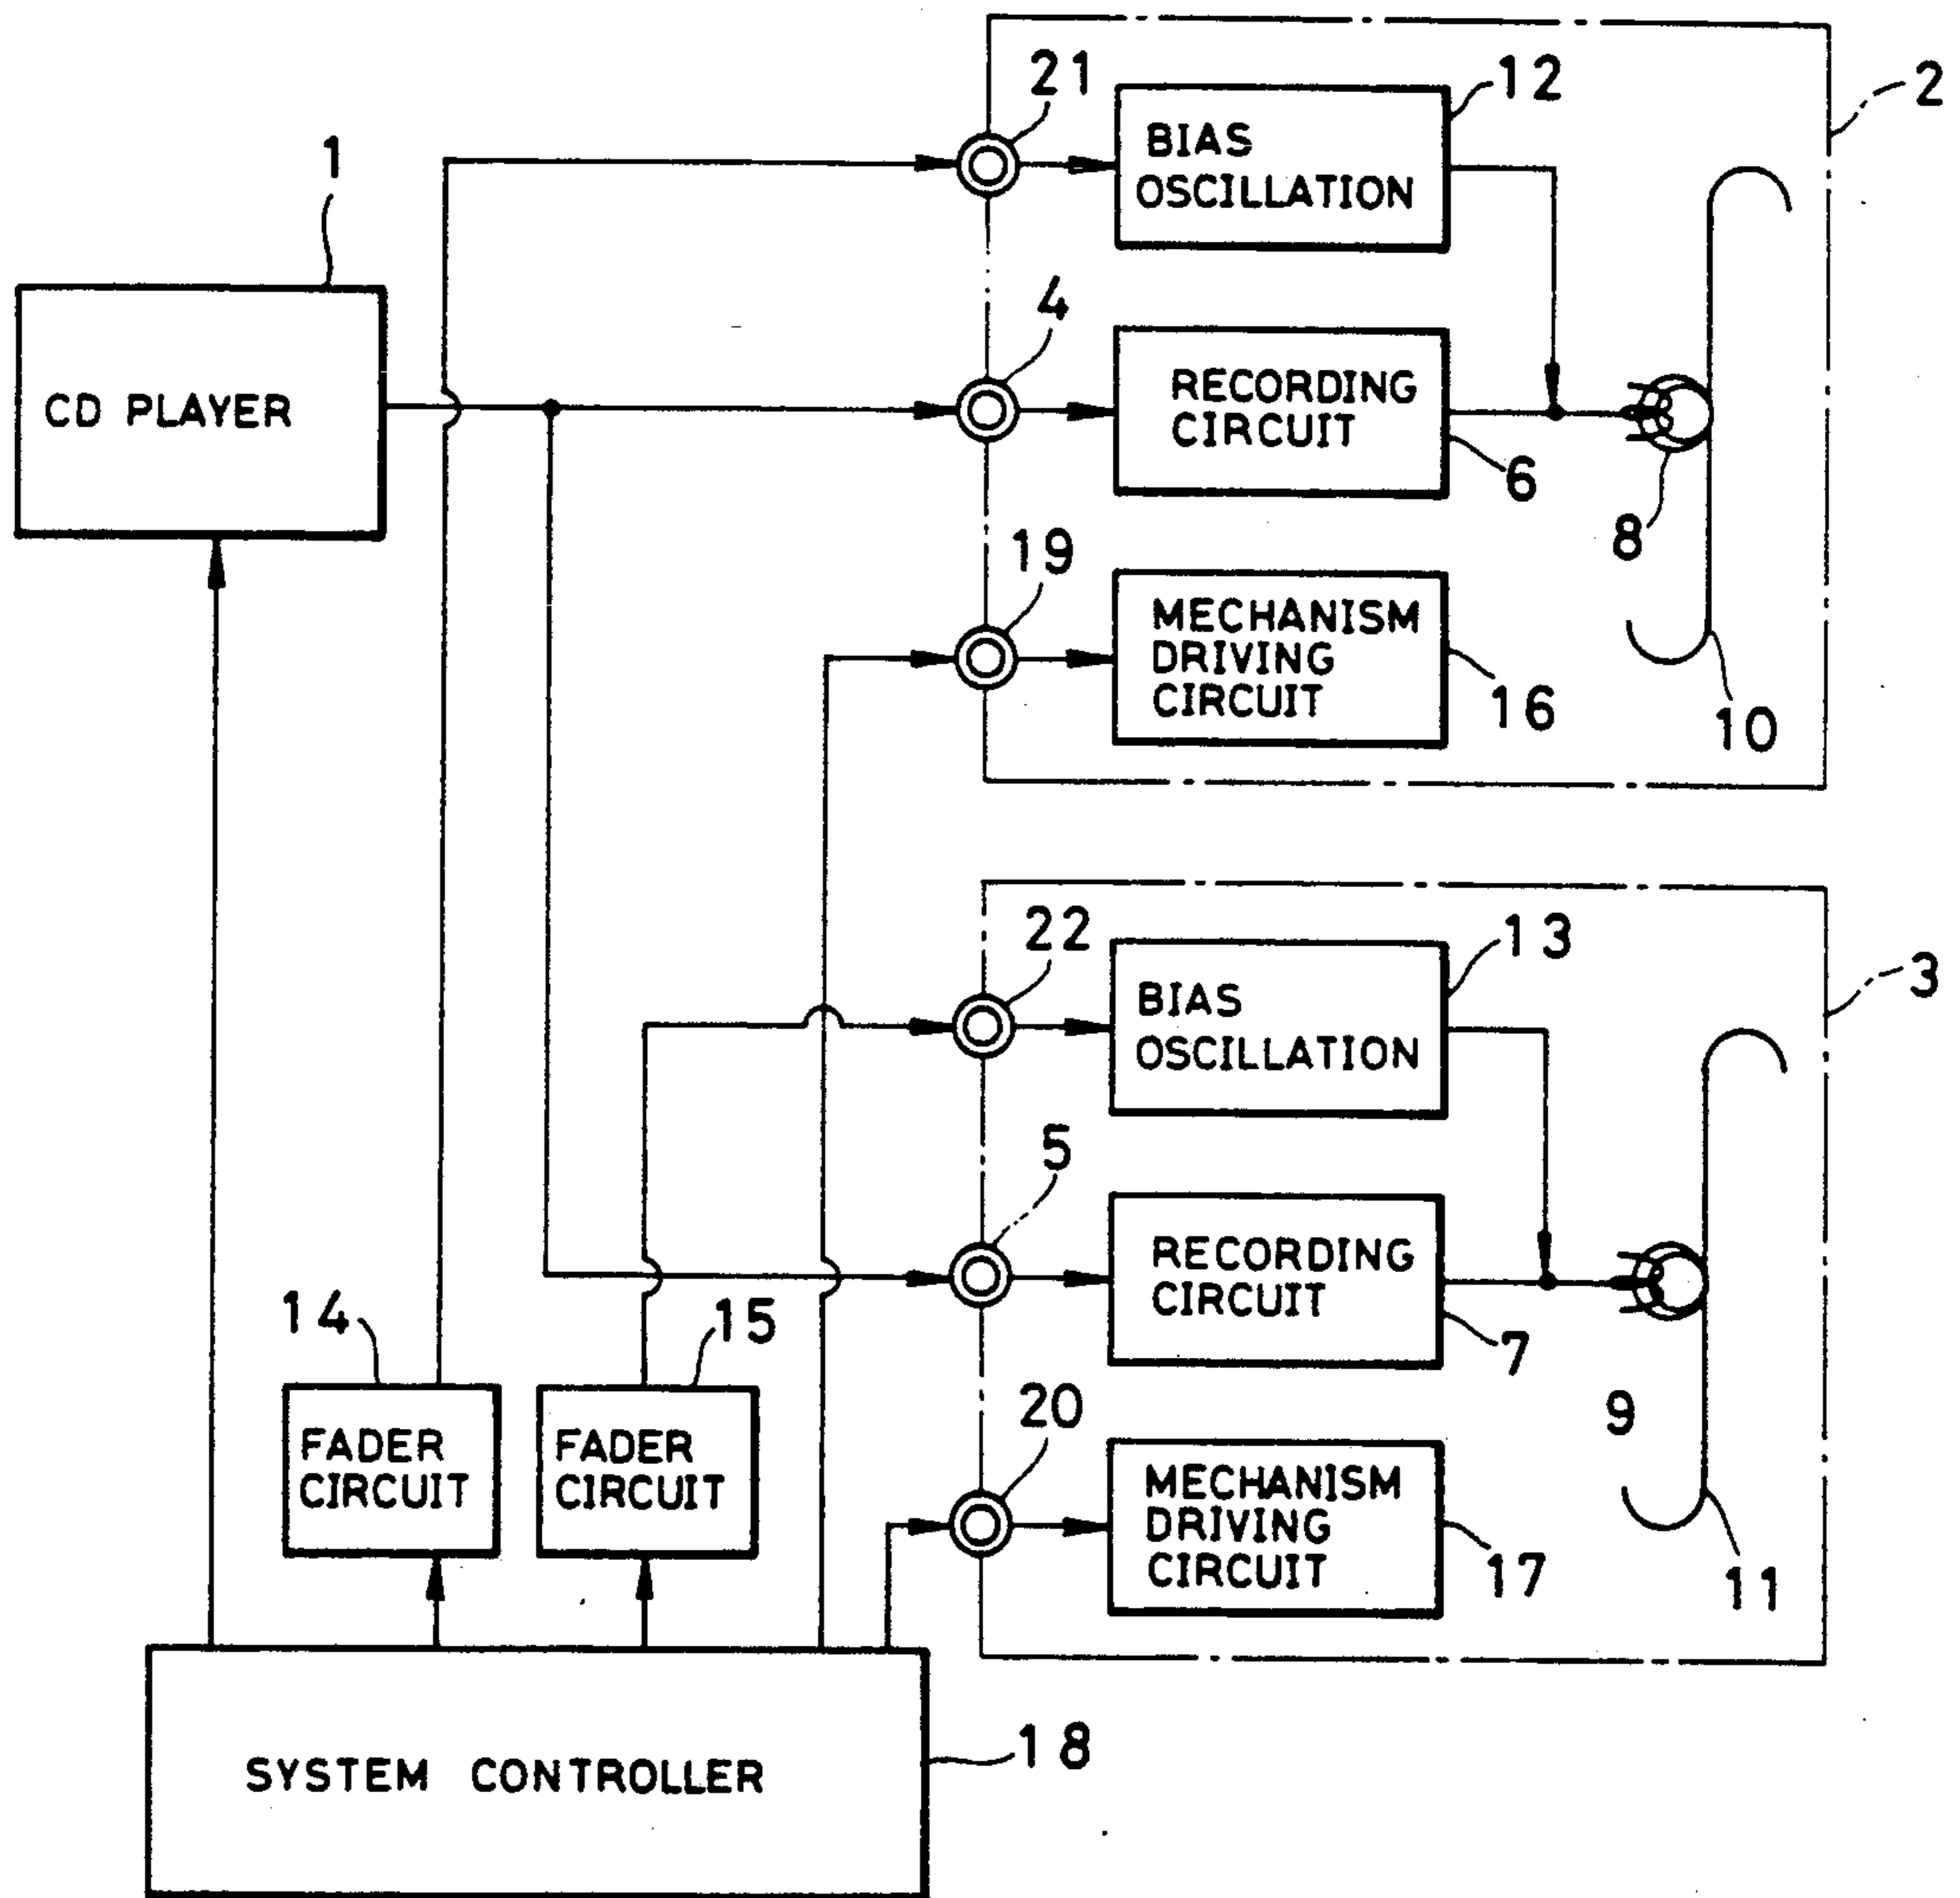 1
CD PLAYER
21
12
2
BIAS
OSCILLATION
4
RECORDING
CIRCUIT
6
8
19
MECHANISM
DRIVING
CIRCUIT
16
10
22
13
3
BIAS
OSCILLATION
5
RECORDING
CIRCUIT
7
9
14
FADER
CIRCUIT
15
FADER
CIRCUIT
20
MECHANISM
DRIVING
CIRCUIT
17
11
SYSTEM CONTROLLER
18